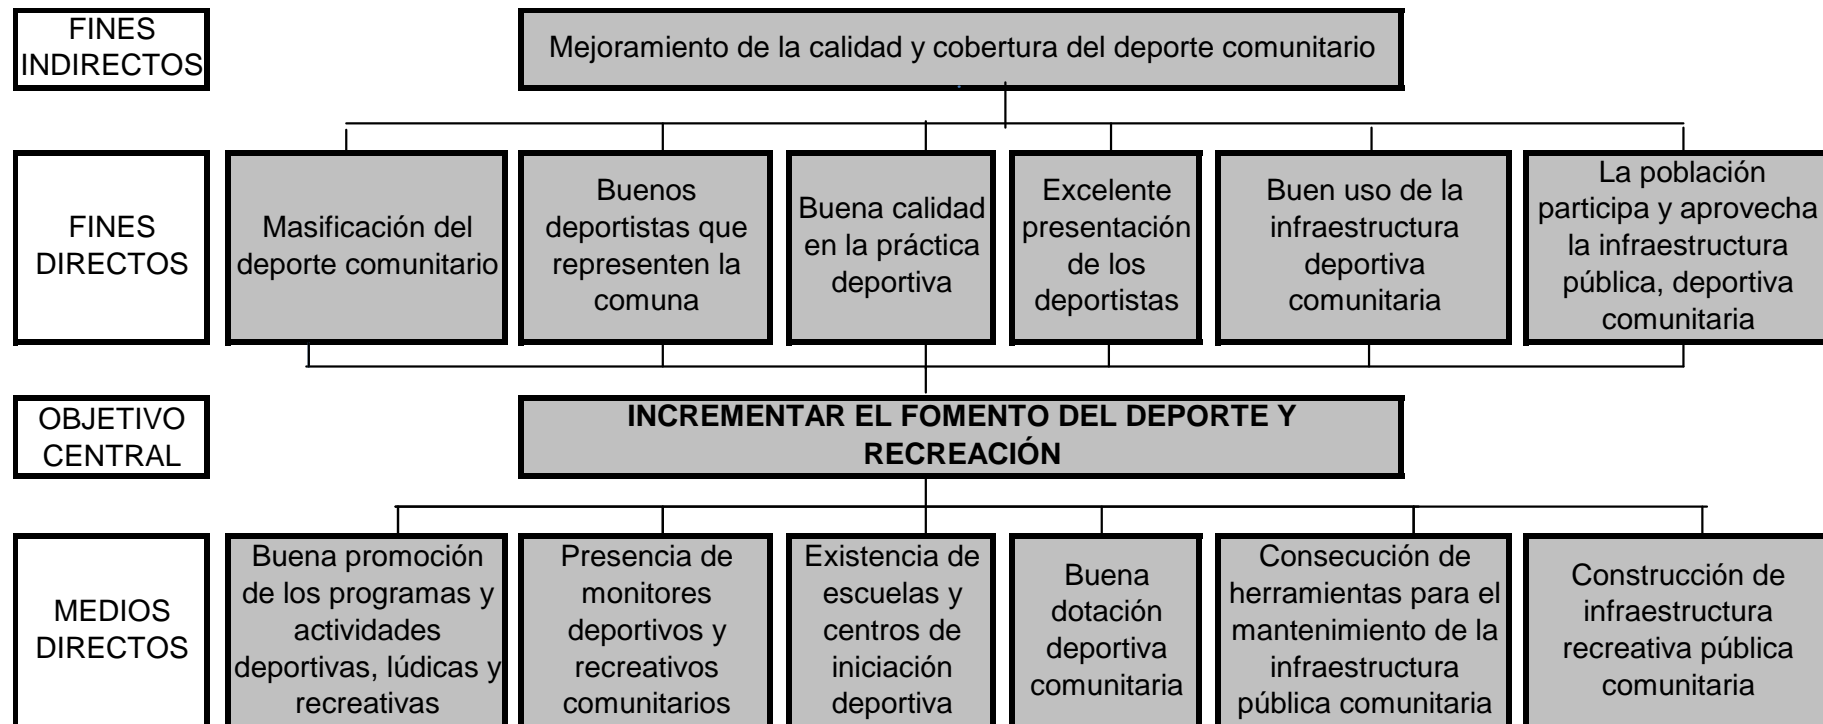 FINES
INDIRECTOS
Mejoramiento de la calidad y cobertura del deporte comunitario
FINES
DIRECTOS
Masificación del
deporte comunitario
Buenos
deportistas que
representen la
comuna
Buena calidad
en la práctica
deportiva
Excelente
presentación
de los
deportistas
Buen uso de la
infraestructura
deportiva
comunitaria
La población
participa y aprovecha
la infraestructura
pública, deportiva
comunitaria
OBJETIVO
CENTRAL
INCREMENTAR EL FOMENTO DEL DEPORTE Y
RECREACIÓN
MEDIOS
DIRECTOS
Buena promoción
de los programas y
actividades
deportivas, lúdicas y
recreativas
Presencia de
monitores
deportivos y
recreativos
comunitarios
Existencia de
escuelas y
centros de
iniciación
deportiva
Buena
dotación
deportiva
comunitaria
Consecución de
herramientas para el
mantenimiento de la
infraestructura
pública comunitaria
Construcción de
infraestructura
recreativa pública
comunitaria